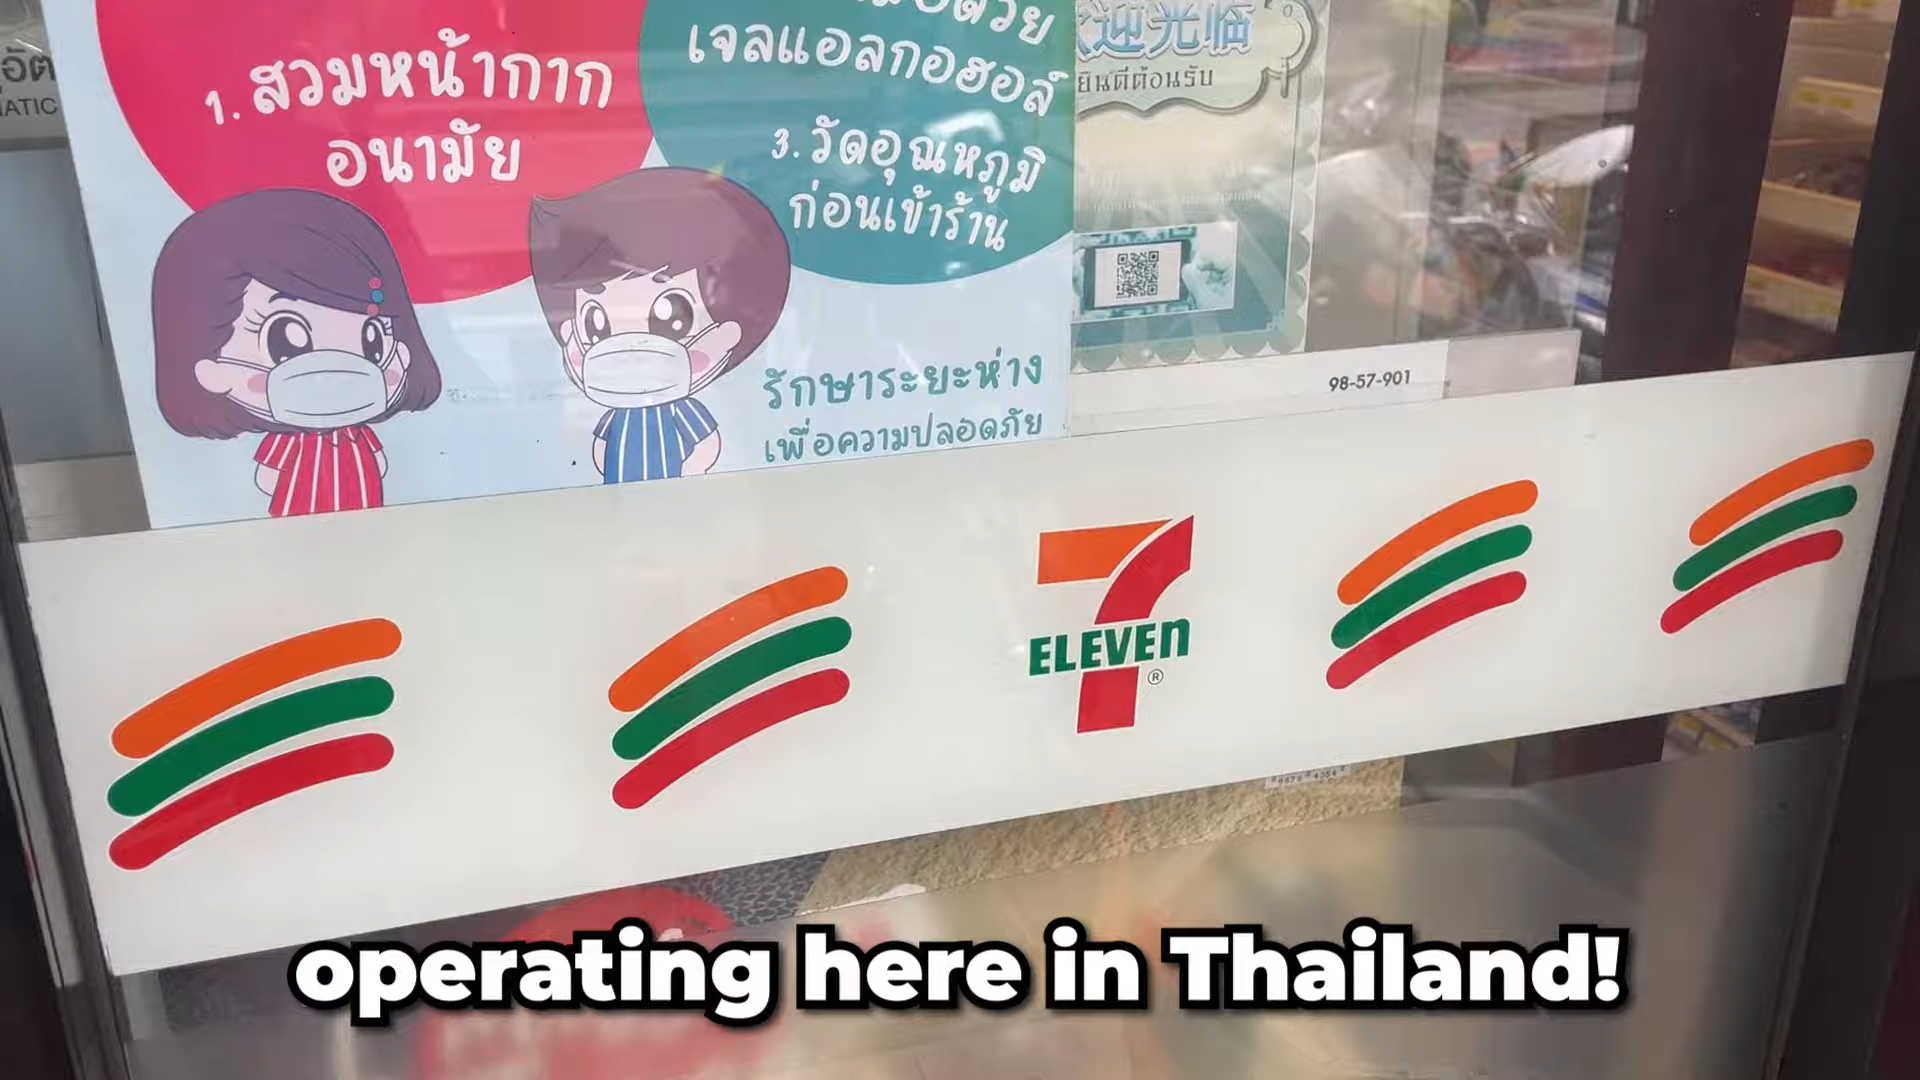 1. สวมหน้ากาก
อนามัย
เจลแอลกอฮอล์
3. วัดอุณหภูมิ
ก่อนเข้าร้าน
รักษาระยะห่าง
เพื่อความปลอดภัย
迎光临
ยินดีต้อนรับ
98-57-901
7
ELEVEn
®
operating here in Thailand!